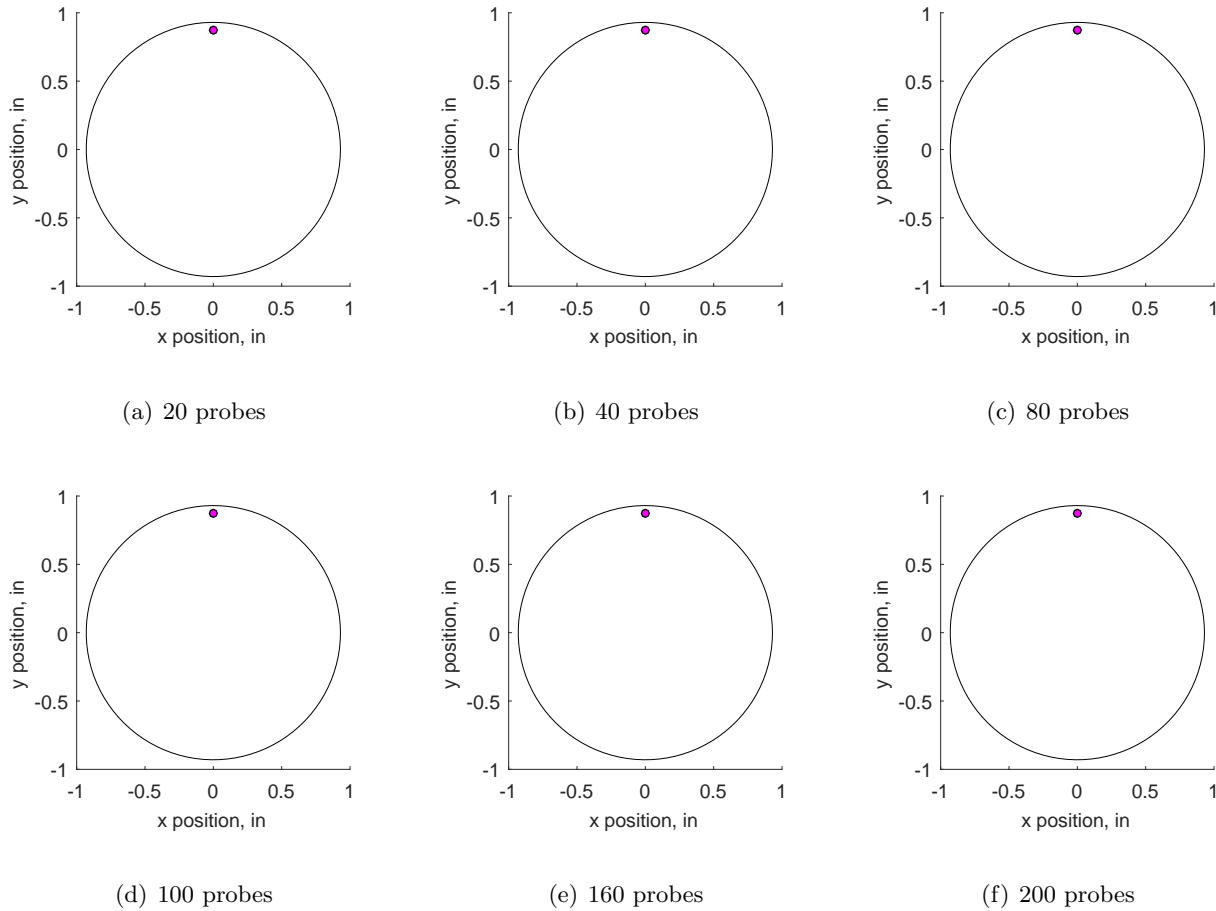 1
0.5
0
-0.5
-1
y position, in
-1 -0.5 0 0.5 1
x position, in
(a) 20 probes
1
0.5
0
-0.5
-1
y position, in
-1 -0.5 0 0.5 1
x position, in
(b) 40 probes
1
0.5
0
-0.5
-1
y position, in
-1 -0.5 0 0.5 1
x position, in
(c) 80 probes
1
0.5
0
-0.5
-1
y position, in
-1 -0.5 0 0.5 1
x position, in
(d) 100 probes
1
0.5
0
-0.5
-1
y position, in
-1 -0.5 0 0.5 1
x position, in
(e) 160 probes
1
0.5
0
-0.5
-1
y position, in
-1 -0.5 0 0.5 1
x position, in
(f) 200 probes